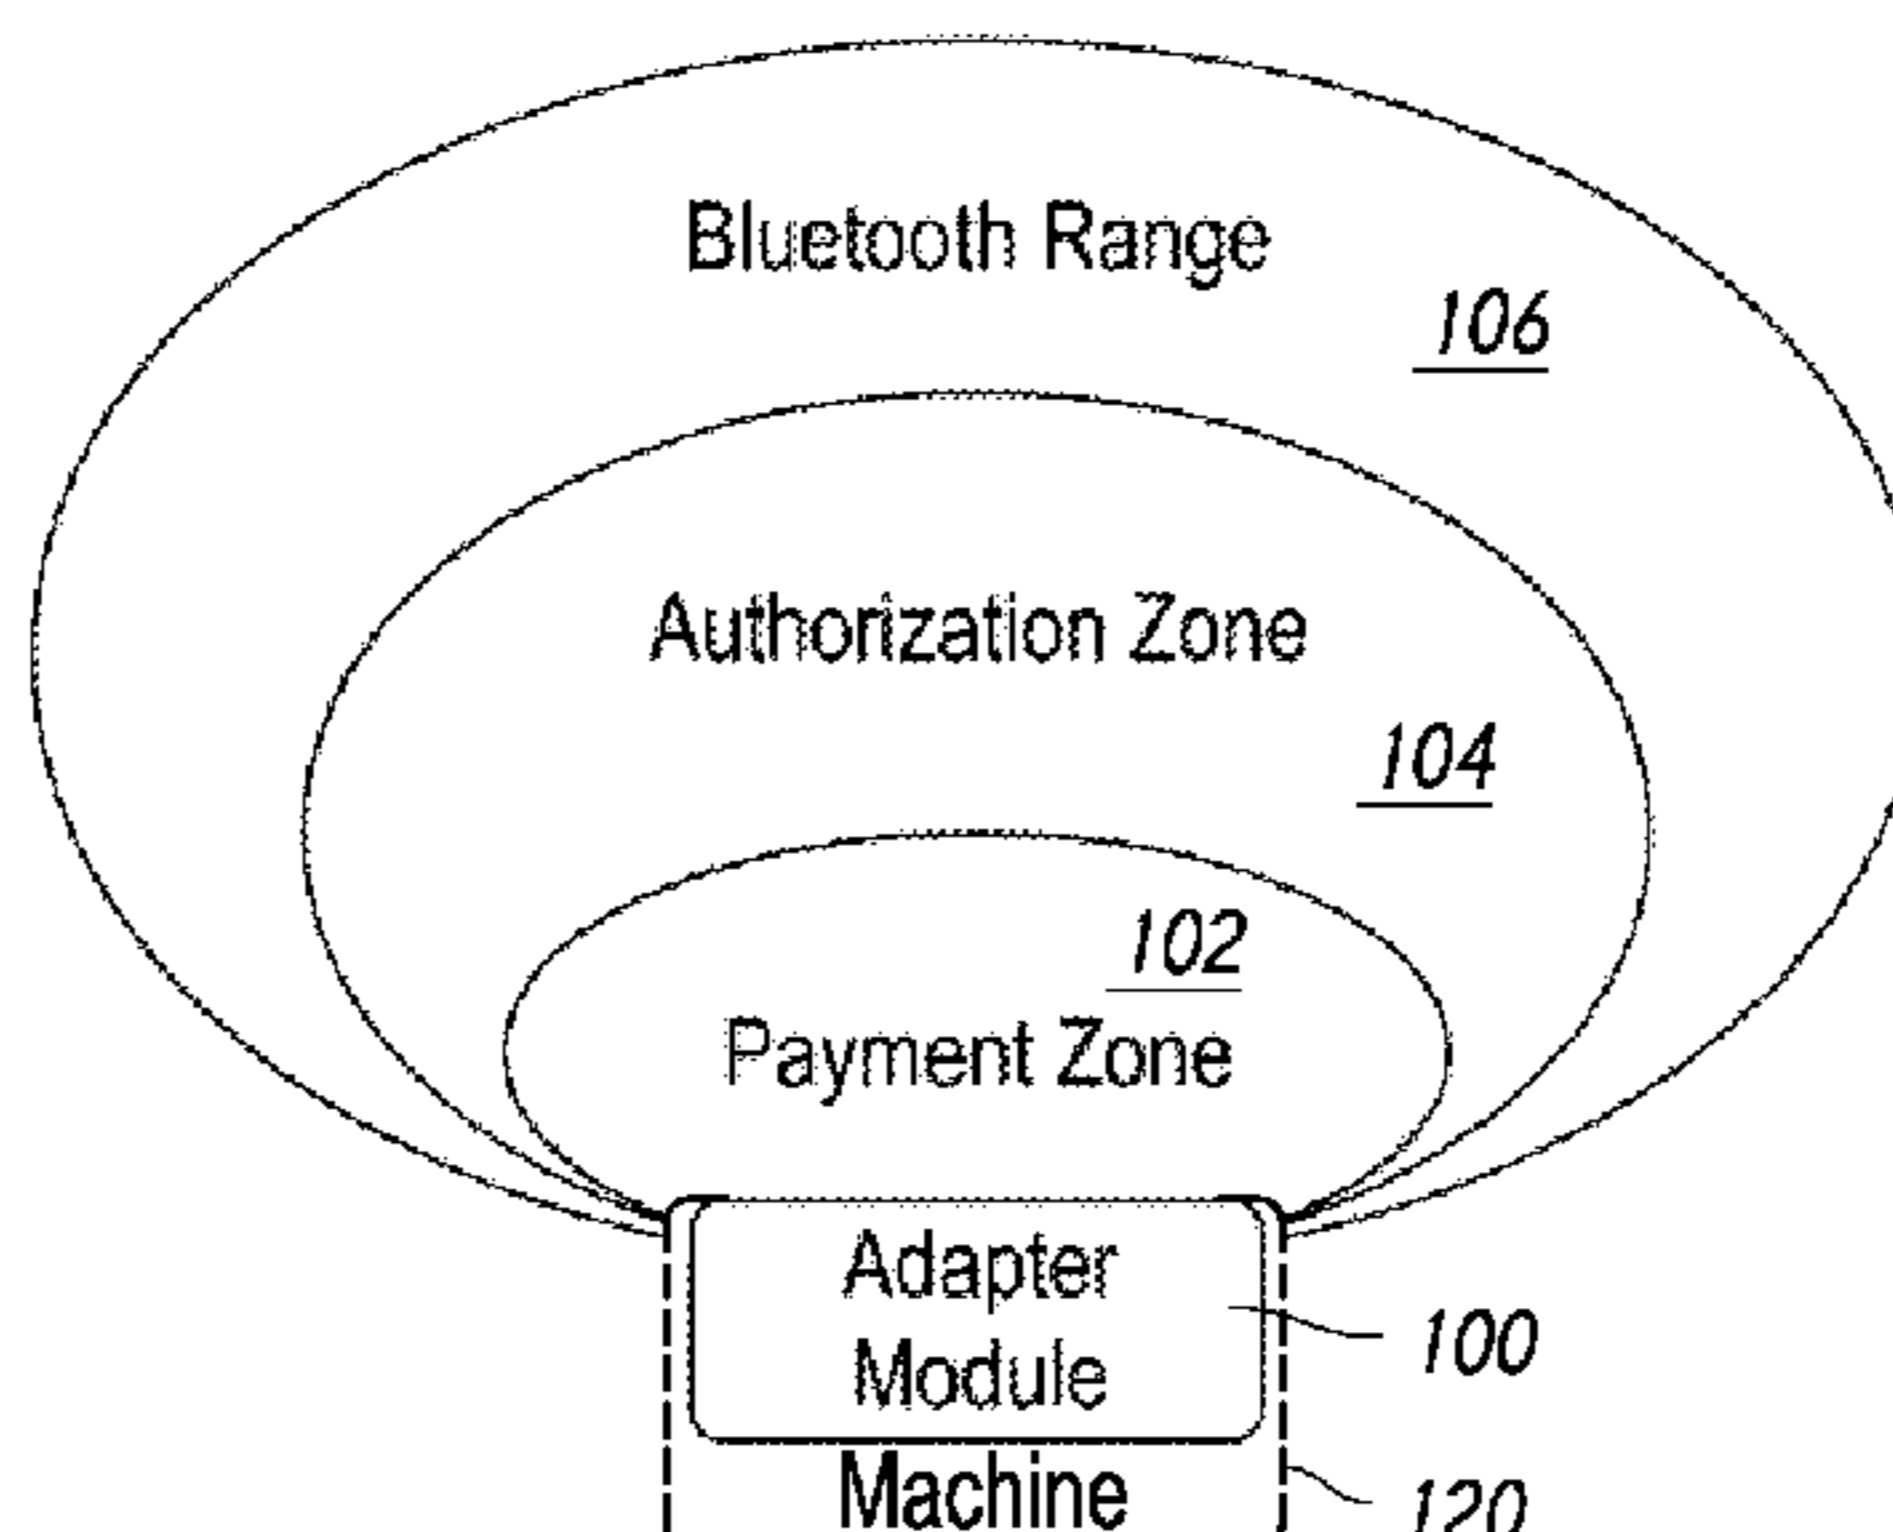 Bluetooth Range
106
Authorization Zone
104
102
Payment Zone
Adapter
Module
100
Machine
120